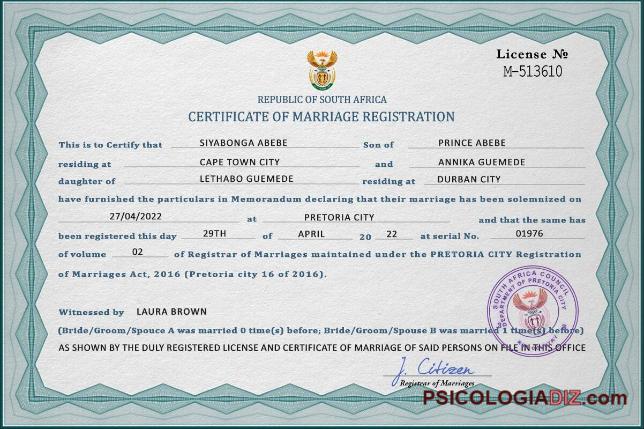 License №
M-513610
REPUBLIC OF SOUTH AFRICA
CERTIFICATE OF MARRIAGE REGISTRATION
This is to Certify that SIYABONGA ABEBE Son of PRINCE ABEBE
residing at CAPE TOWN CITY and ANNIKA GUEMEDE
daughter of LETHABO GUEMEDE residing at DURBAN CITY
have furnished the particulars in Memorandum declaring that their marriage has been solemnized on
27/04/2022 at PRETORIA CITY and that the same has
been registered this day 29TH of APRIL 20 22 at serial No. 01976
of volume 02 of Registrar of Marriages maintained under the PRETORIA CITY Registration
of Marriages Act, 2016 (Pretoria city 16 of 2016).
SOUTH AFRICA COUNCIL
DEPARTMENT OF PRETORIA CITY
Witnessed by LAURA BROWN
(Bride/Groom/Spouce A was married 0 time(s) before; Bride/Groom/Spouse B was married 1 time(s) before)
AS SHOWN BY THE DULY REGISTERED LICENSE AND CERTIFICATE OF MARRIAGE OF SAID PERSONS ON FILE IN THIS OFFICE
J. Citizen
Registrar of Marriages
PSICOLOGIADIZ.com